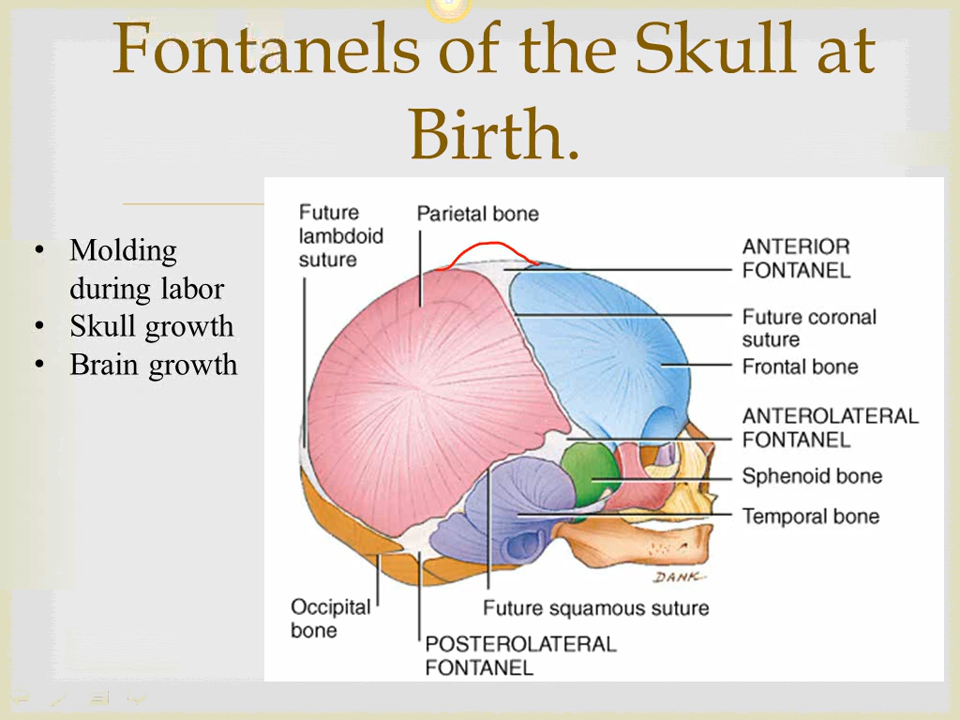 Fontanels of the Skull at
Birth.
• Molding
during labor
• Skull growth
• Brain growth
Future
lambdoid
suture
Parietal bone
ANTERIOR
FONTANEL
Future coronal
suture
Frontal bone
ANTEROLATERAL
FONTANEL
Sphenoid bone
Temporal bone
DANK
Occipital
bone
Future squamous suture
POSTEROLATERAL
FONTANEL